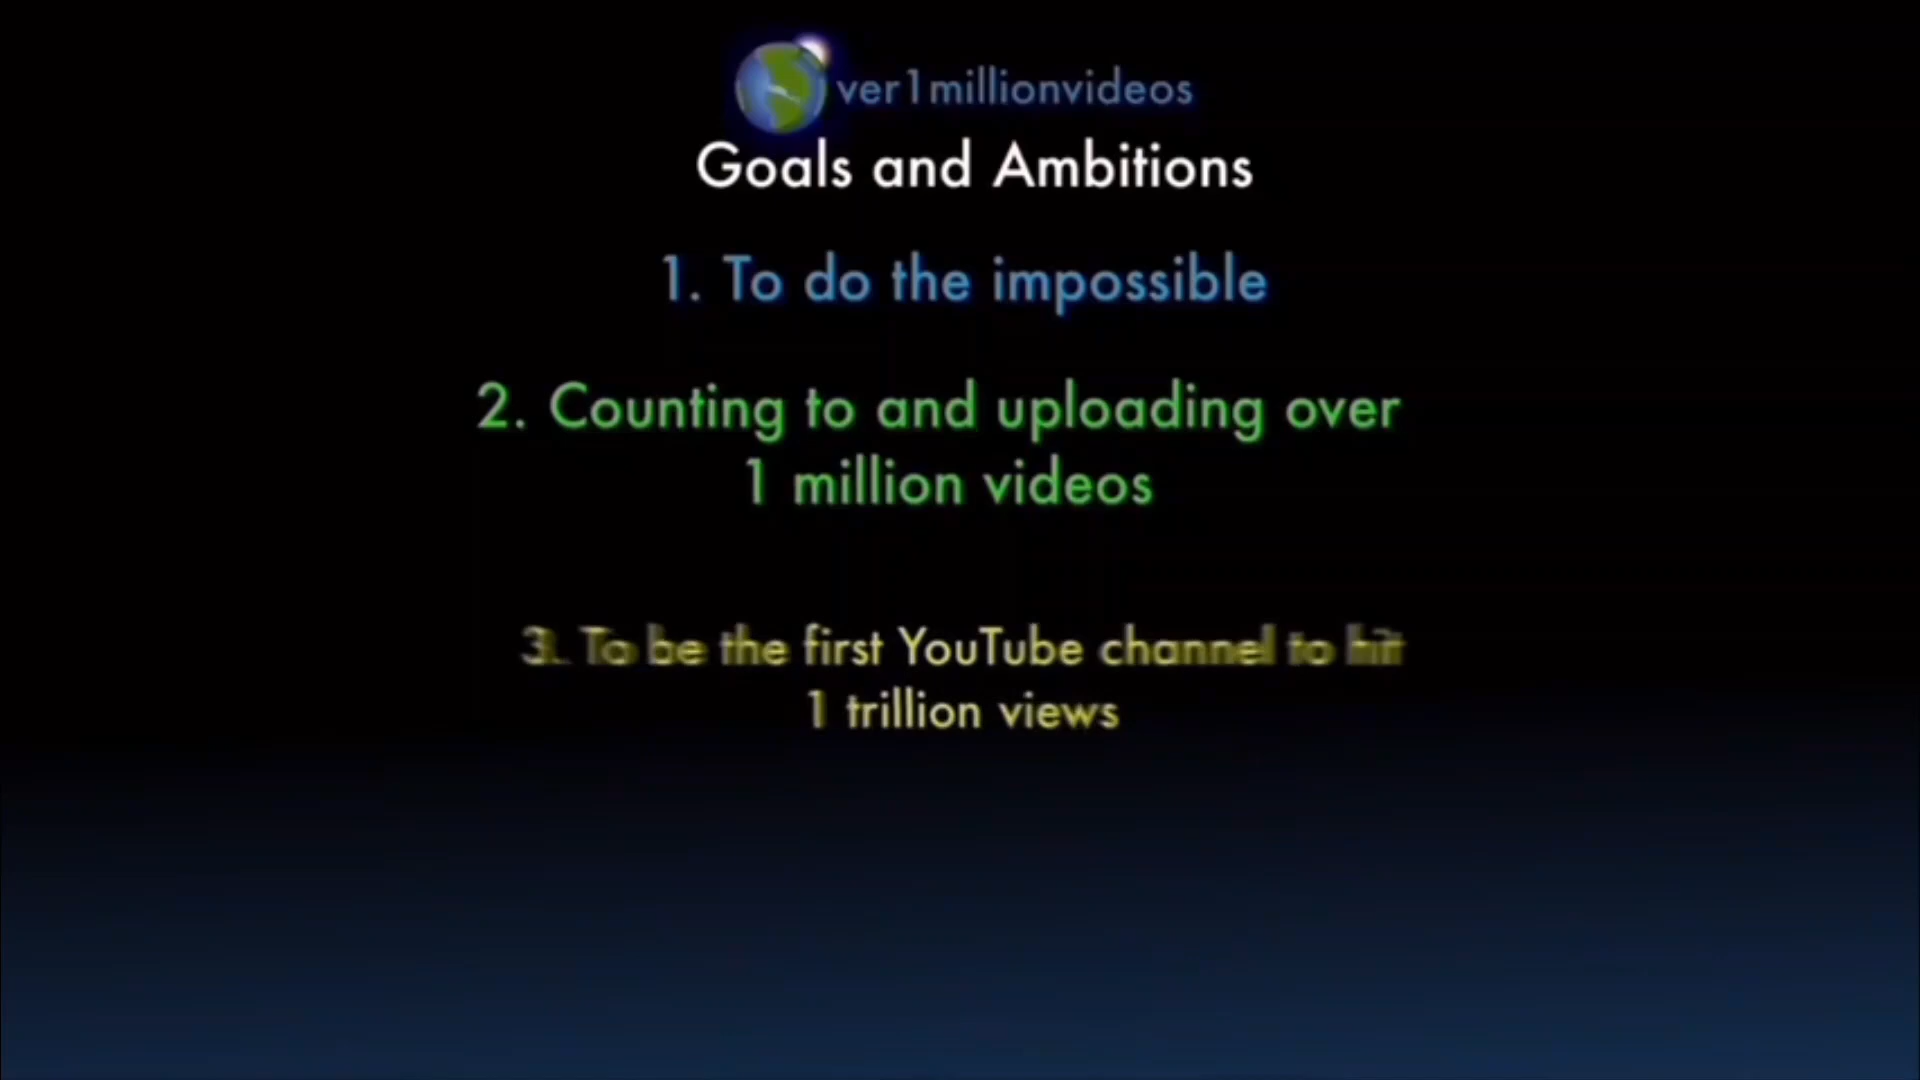 ver1millionvideos
Goals and Ambitions
1. To do the impossible
2. Counting to and uploading over
1 million videos
3. To be the first YouTube channel to hit
1 trillion views